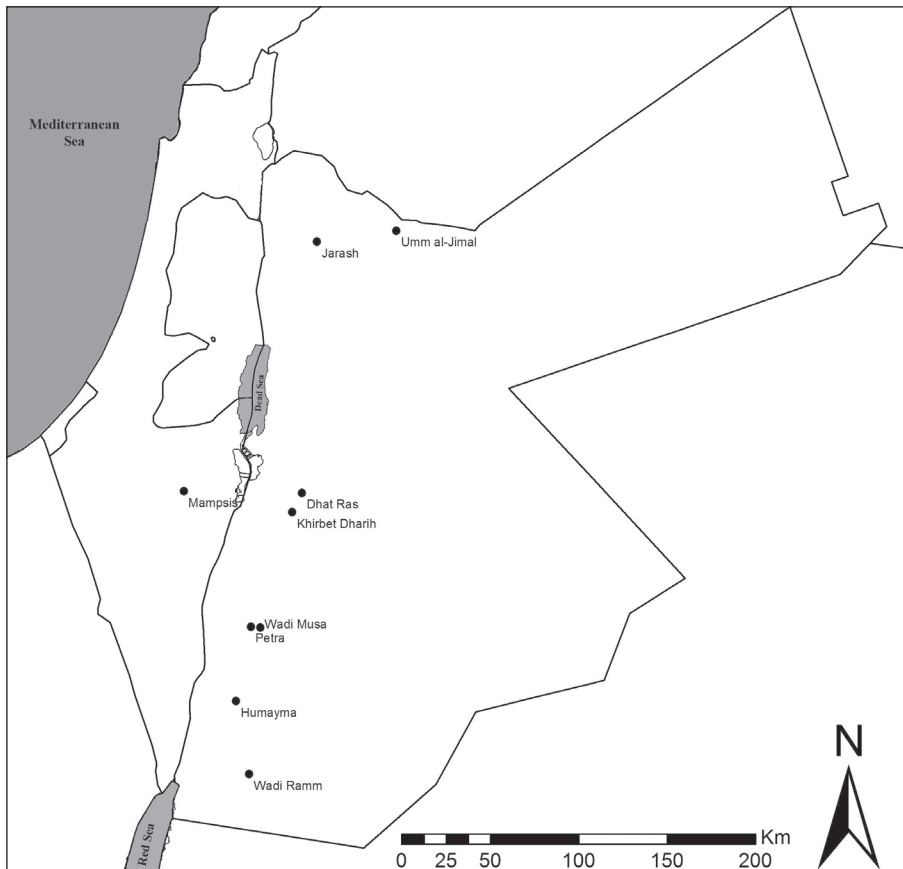 Mediterranean
Sea
Umm al-Jimal
Jarash
Dead Sea
Mampsis
Dhat Ras
Khirbet Dharih
Wadi Musa
Petra
Humayma
Wadi Ramm
Red Sea
N
Km
0 25 50 100 150 200